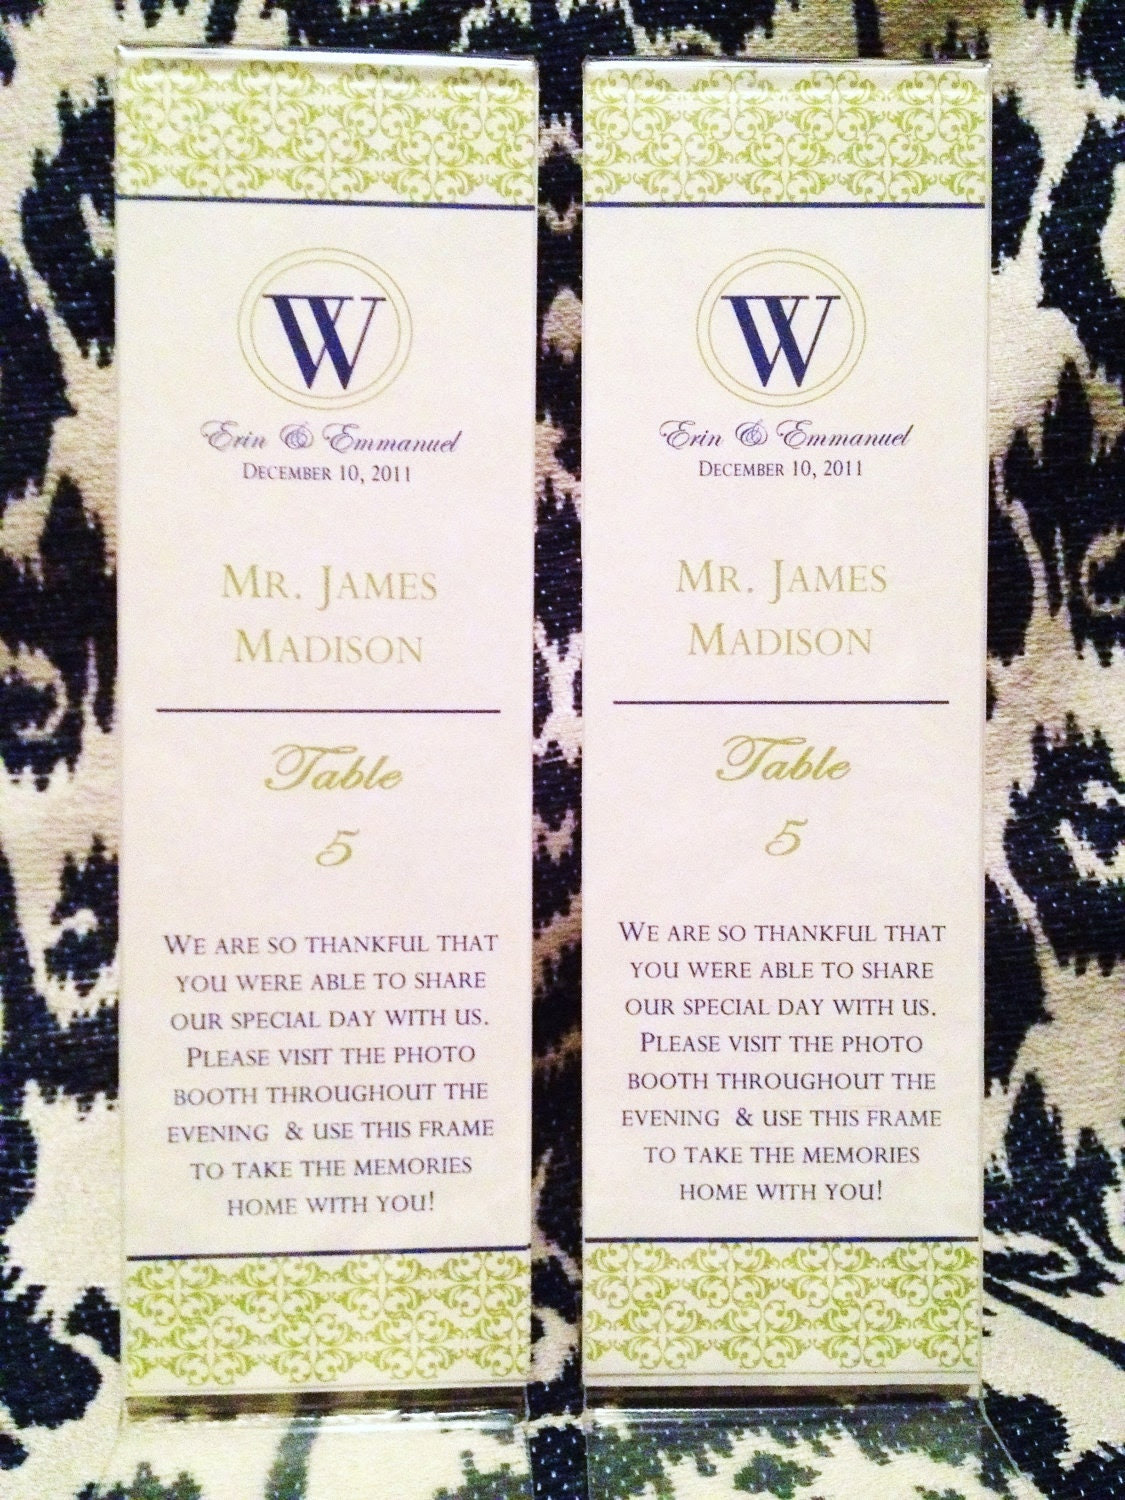 W
Erin & Emmanuel
December 10, 2011
Mr. James
Madison
Table
5
We are so thankful that
you were able to share
our special day with us.
Please visit the photo
booth throughout the
evening & use this frame
to take the memories
home with you!
W
Erin & Emmanuel
December 10, 2011
Mr. James
Madison
Table
5
We are so thankful that
you were able to share
our special day with us.
Please visit the photo
booth throughout the
evening & use this frame
to take the memories
home with you!